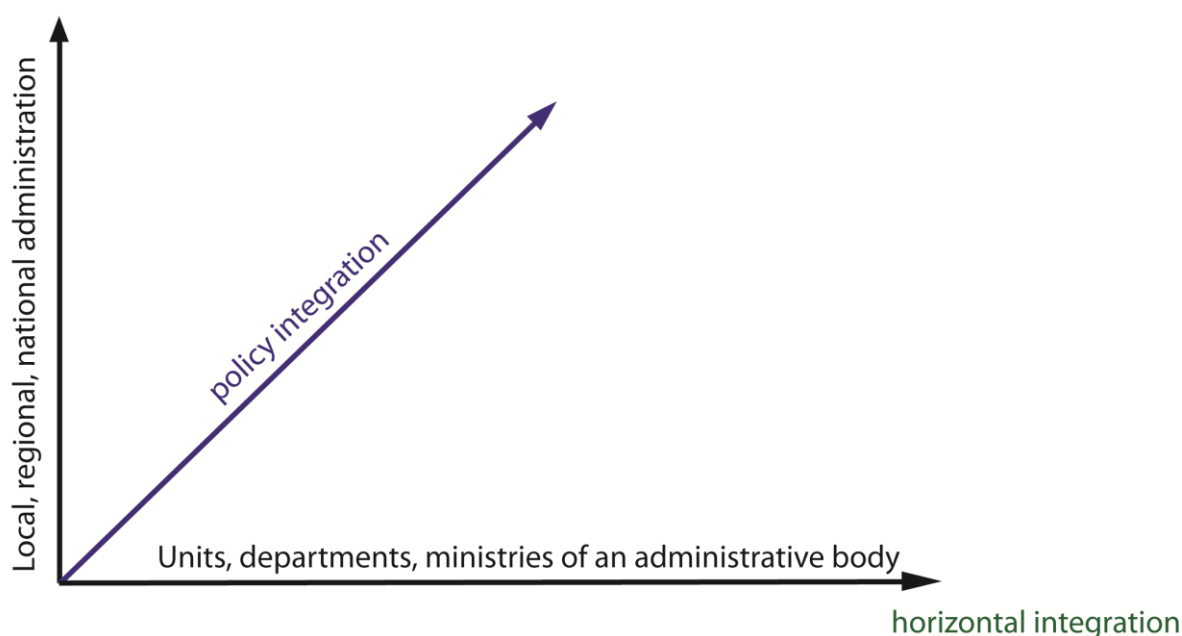 Local, regional, national administration
policy integration
Units, departments, ministries of an administrative body
horizontal integration